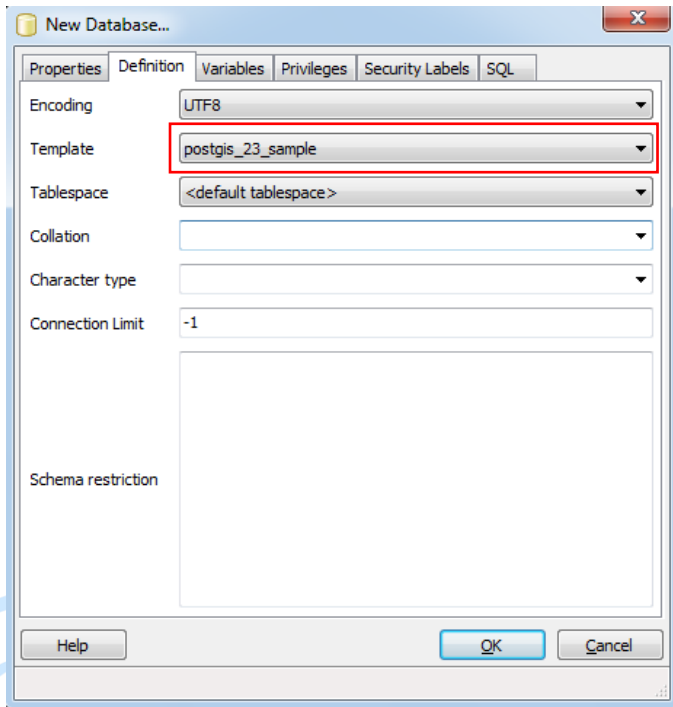 New Database...
Properties Definition Variables Privileges Security Labels SQL
Encoding UTF8
Template postgis_23_sample
Tablespace <default tablespace>
Collation
Character type
Connection Limit -1
Schema restriction
Help OK Cancel